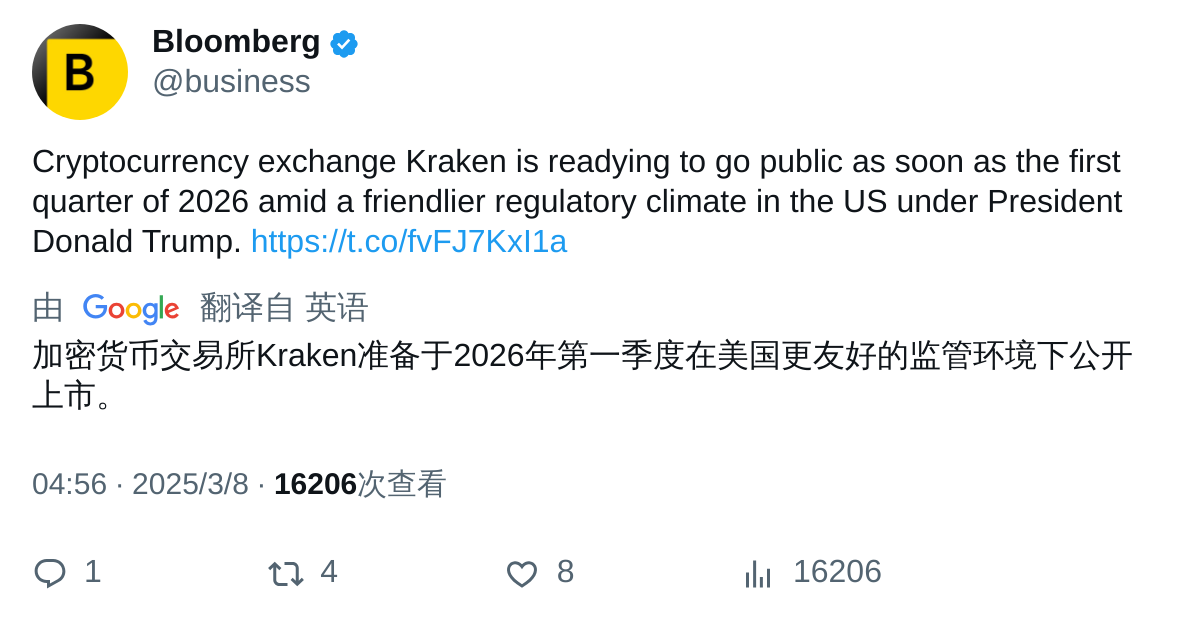 B
Bloomberg
@business
Cryptocurrency exchange Kraken is readying to go public as soon as the first
quarter of 2026 amid a friendlier regulatory climate in the US under President
Donald Trump. https://t.co/fvFJ7KxI1a
由 Google 翻译自 英语
加密货币交易所Kraken准备于2026年第一季度在美国更友好的监管环境下公开
上市。
04:56 · 2025/3/8 · 16206次查看
1 4 8 16206